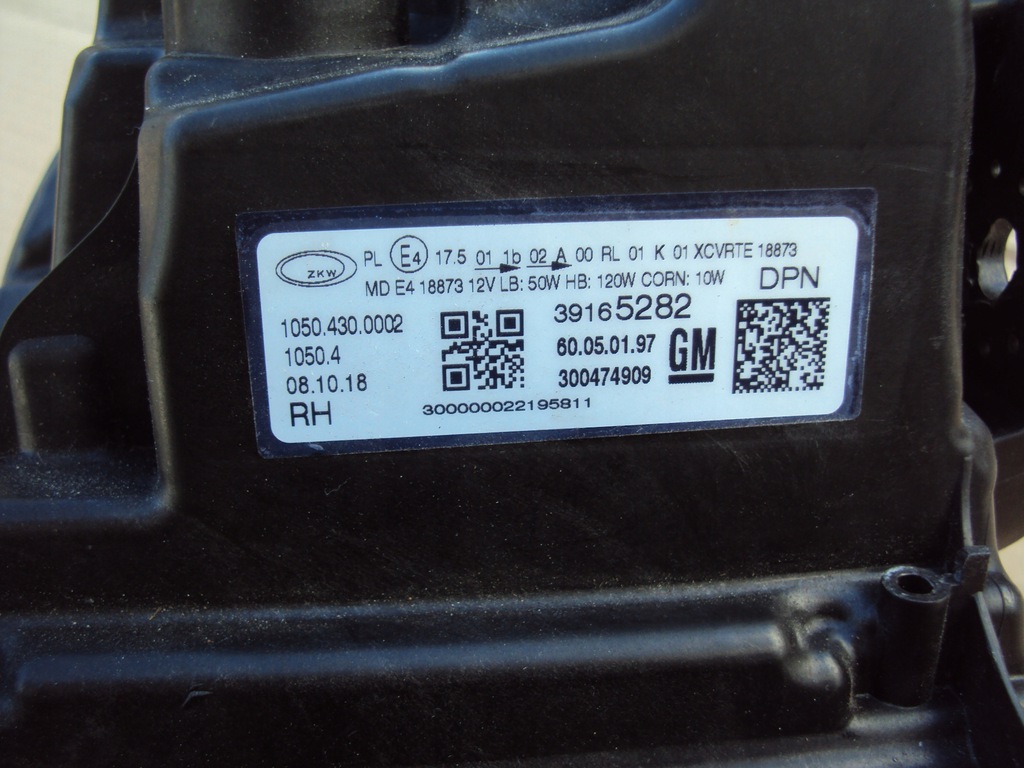 ZKW PL E4 17.5 01 1b 02 A 00 RL 01 K 01 XCVRTE 18873
MD E4 18873 12V LB: 50W HB: 120W CORN: 10W DPN
1050.430.0002 39165282
1050.4 60.05.01.97 GM
08.10.18 300474909
RH 300000022195811